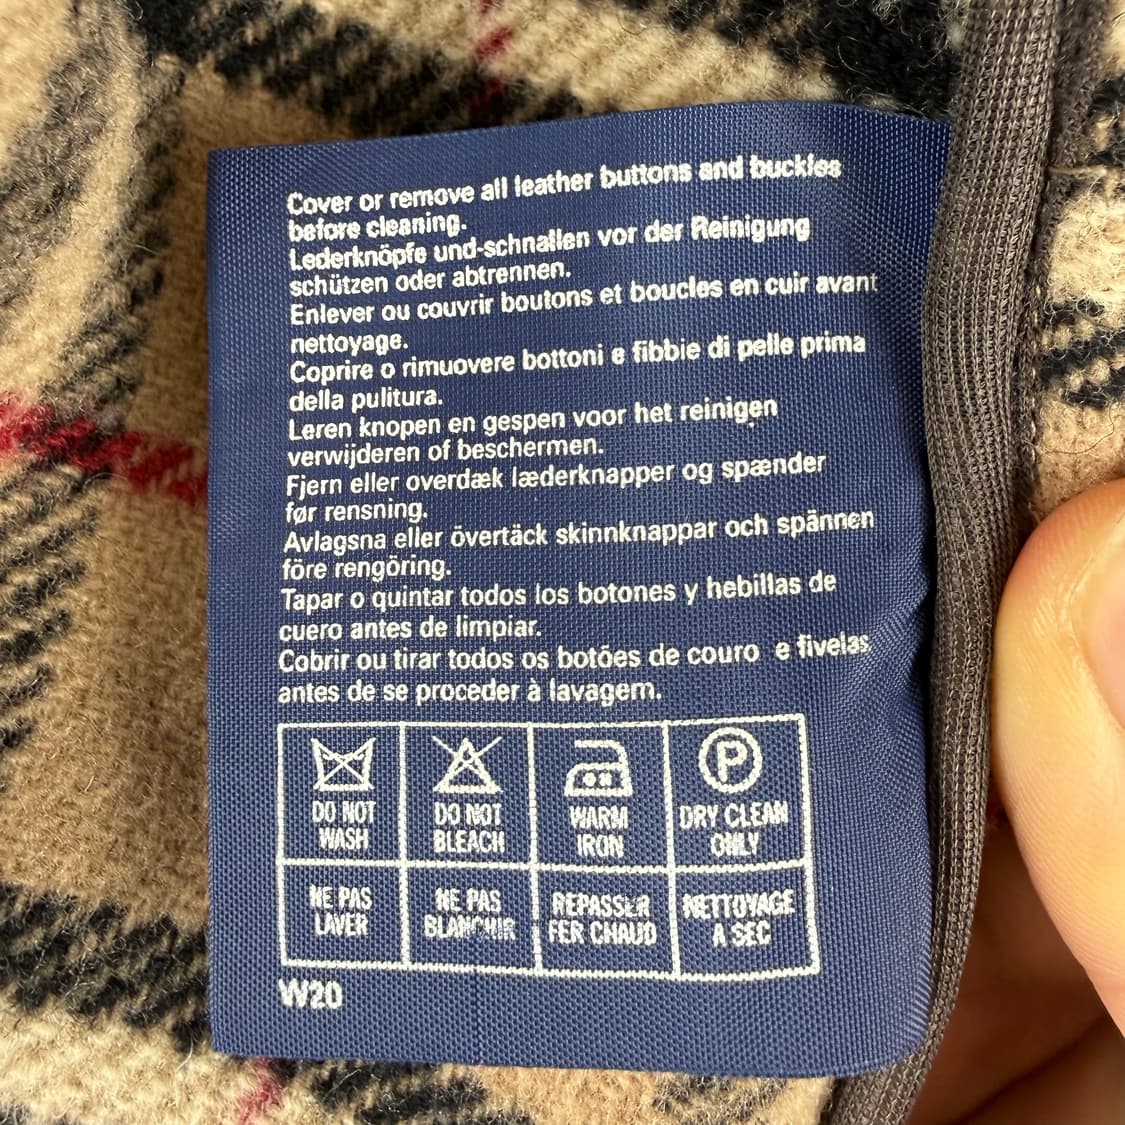 Cover or remove all leather buttons and buckles
before cleaning.
Lederknöpfe und-schnallen vor der Reinigung
schützen oder abtrennen.
Enlever ou couvrir boutons et boucles en cuir avant
nettoyage.
Coprire o rimuovere bottoni e fibbie di pelle prima
della pulitura.
Leren knopen en gespen voor het reinigen
verwijderen of beschermen.
Fjern eller overdæk læderknapper og spænder
før rensning.
Avlagsna eller övertäck skinnknappar och spännen
före rengöring.
Tapar o quintar todos los botones y hebillas de
cuero antes de limpiar.
Cobrir ou tirar todos os botões de couro e fivelas
antes de se proceder à lavagem.
P
DO NOT WASH
DO NOT BLEACH
WARM IRON
DRY CLEAN ONLY
NE PAS LAVER
NE PAS BLANCHIR
REPASSER FER CHAUD
NETTOYAGE A SEC
W20